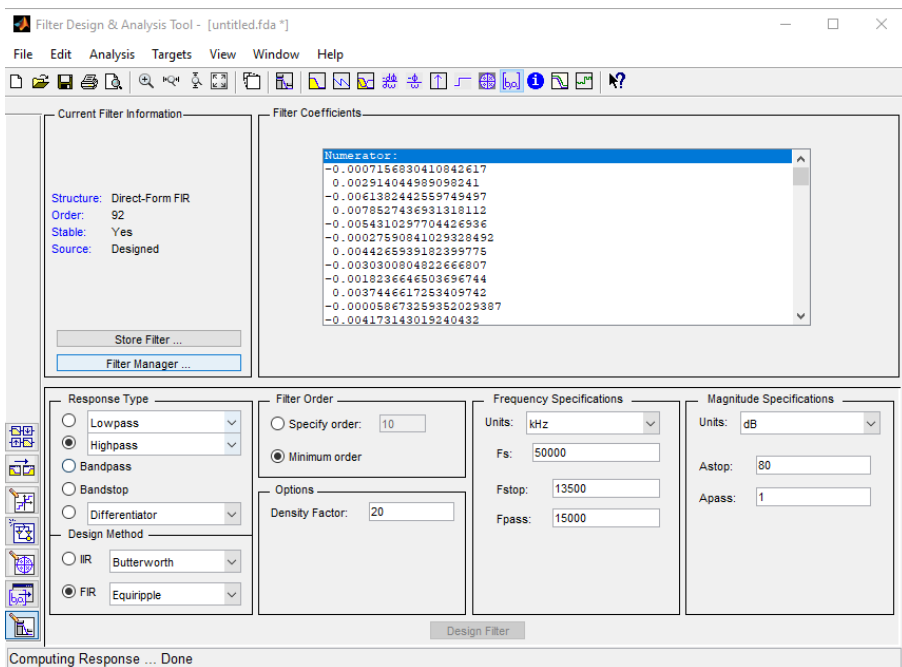 Filter Design & Analysis Tool - [untitled.fda *]
File Edit Analysis Targets View Window Help
Current Filter Information
Structure: Direct-Form FIR
Order: 92
Stable: Yes
Source: Designed
Store Filter ...
Filter Manager ...
Filter Coefficients
Numerator:
-0.0007156830410842617
0.002914044989098241
-0.0061382442559749497
0.0078527436931318112
-0.0054310297704426936
-0.00027590841029328492
0.0044265939182399775
-0.0030300804822666807
-0.0018236646503696744
0.0037446617253409742
-0.000058673259352029387
-0.004173143019240432
Response Type
Lowpass
Highpass
Bandpass
Bandstop
Differentiator
Design Method
IIR Butterworth
FIR Equiripple
Filter Order
Specify order: 10
Minimum order
Options
Density Factor: 20
Frequency Specifications
Units: kHz
Fs: 50000
Fstop: 13500
Fpass: 15000
Magnitude Specifications
Units: dB
Astop: 80
Apass: 1
Design Filter
Computing Response ... Done